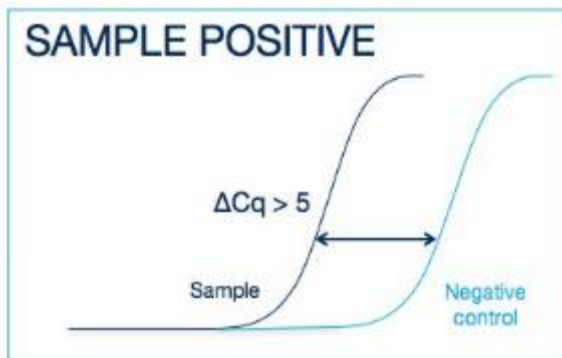 SAMPLE POSITIVE
ΔCq > 5
Sample
Negative
control